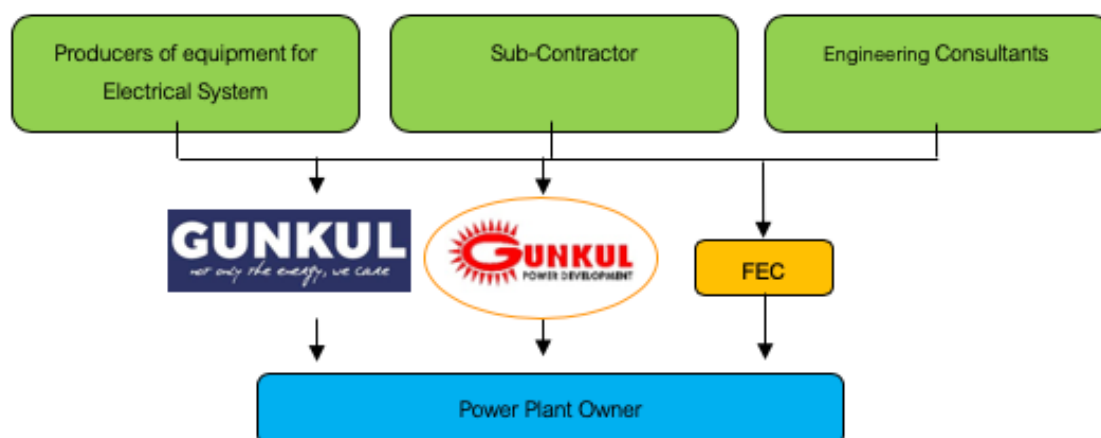 Producers of equipment for
Electrical System
Sub-Contractor
Engineering Consultants
GUNKUL
not only the energy, we care
GUNKUL
POWER DEVELOPMENT
FEC
Power Plant Owner